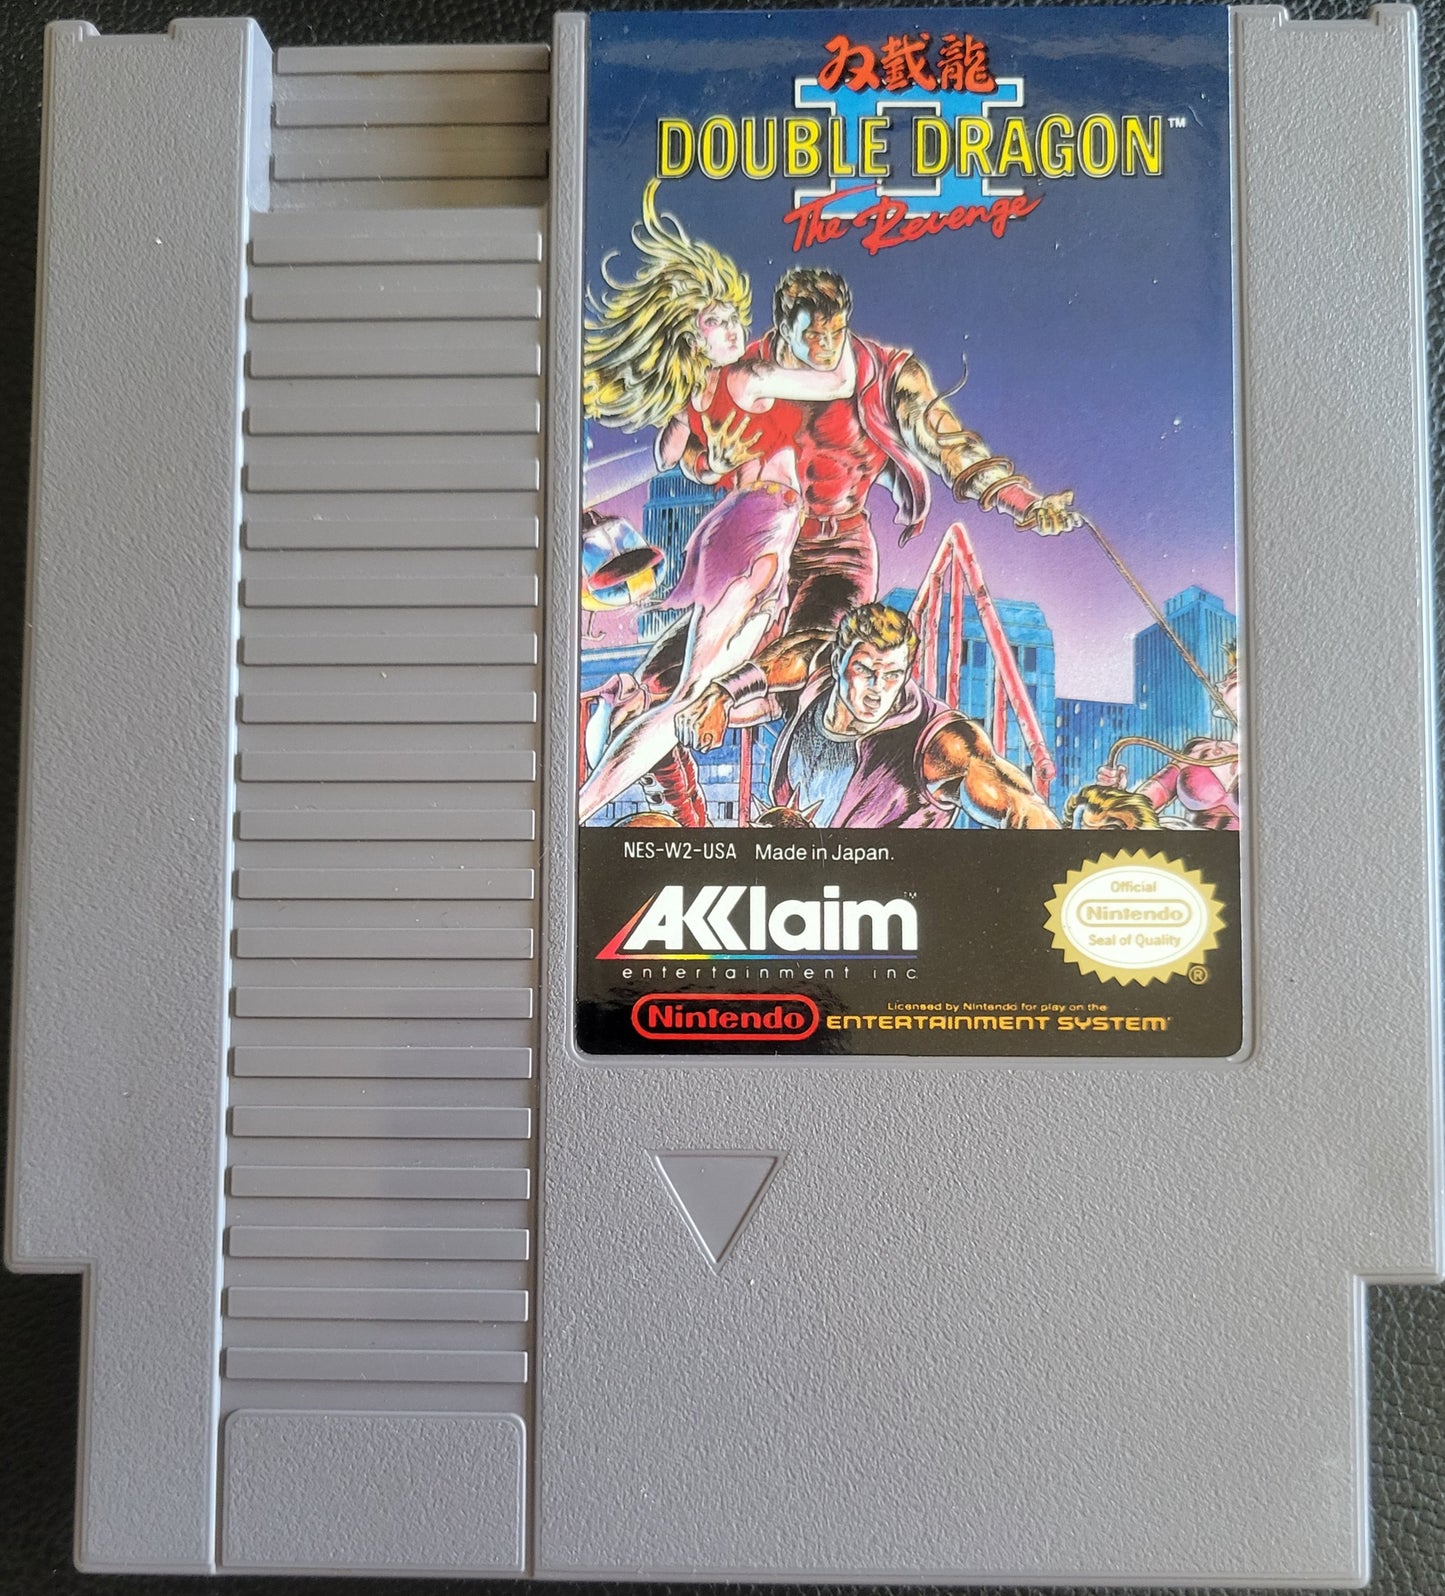 双截龍
II
DOUBLE DRAGON™
The Revenge
NES-W2-USA Made in Japan.
AKKlaim™
entertainment inc
Official
Nintendo
Seal of Quality
®
Licensed by Nintendo for play on the
Nintendo ENTERTAINMENT SYSTEM